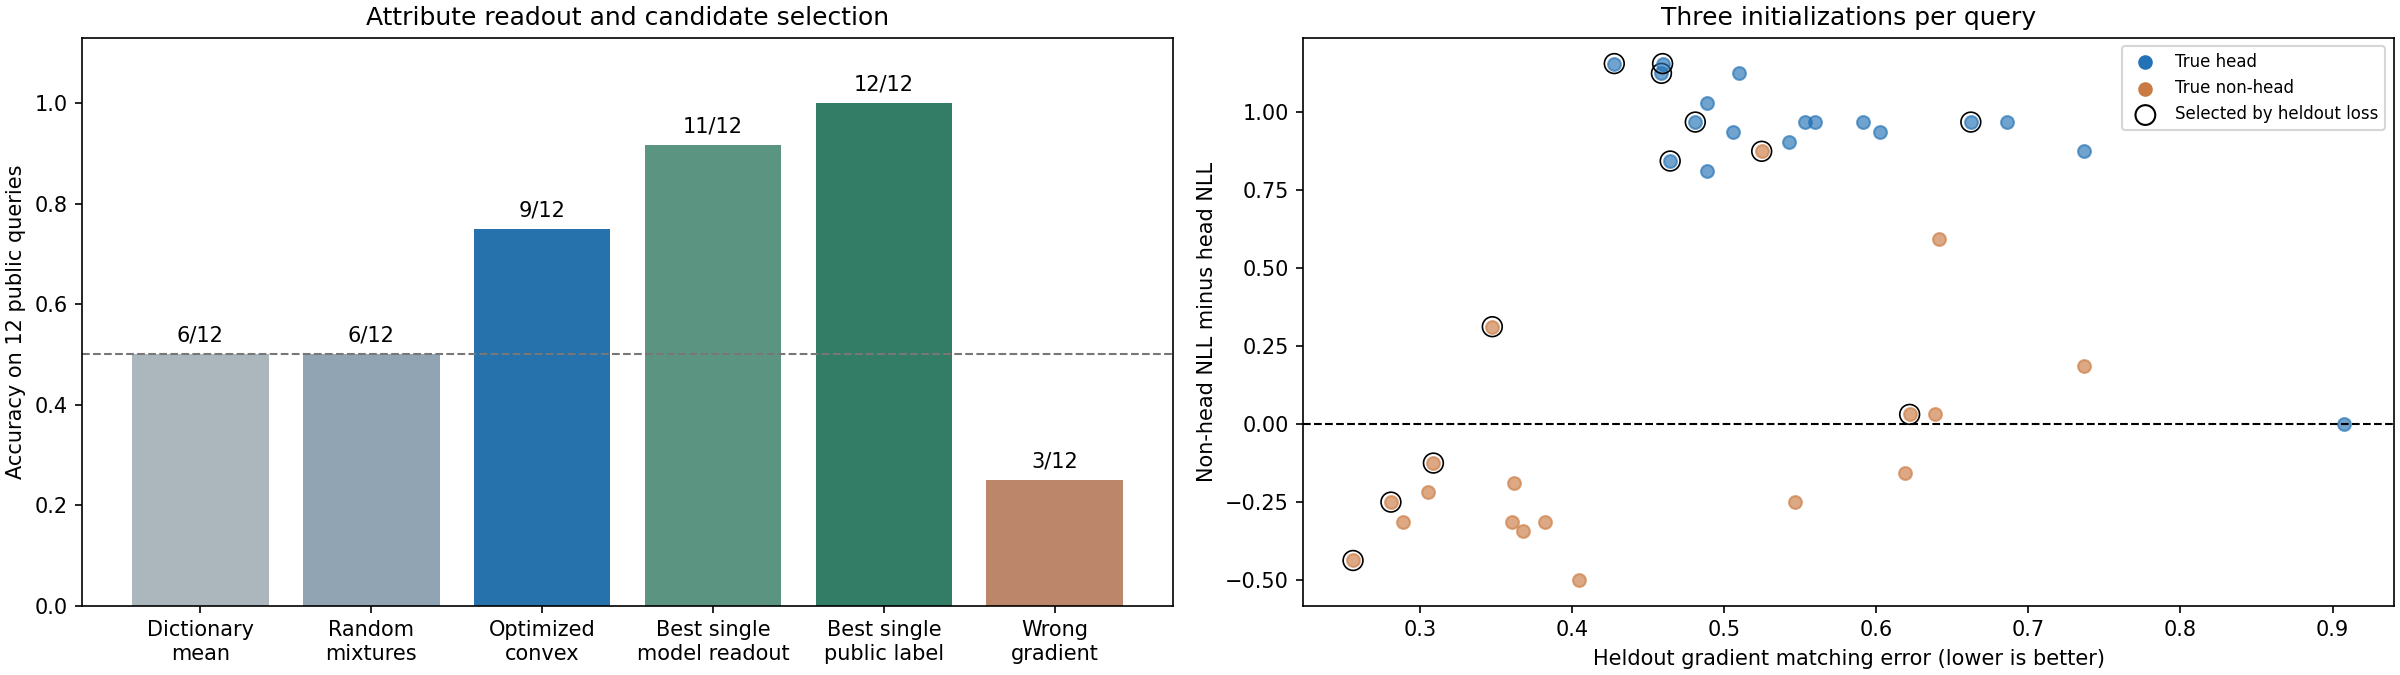 Attribute readout and candidate selection
Accuracy on 12 public queries
1.0
0.8
0.6
0.4
0.2
0.0
6/12
6/12
9/12
11/12
12/12
3/12
Dictionary
mean
Random
mixtures
Optimized
convex
Best single
model readout
Best single
public label
Wrong
gradient
Three initializations per query
Non-head NLL minus head NLL
1.00
0.75
0.50
0.25
0.00
−0.25
−0.50
True head
True non-head
Selected by heldout loss
0.3
0.4
0.5
0.6
0.7
0.8
0.9
Heldout gradient matching error (lower is better)